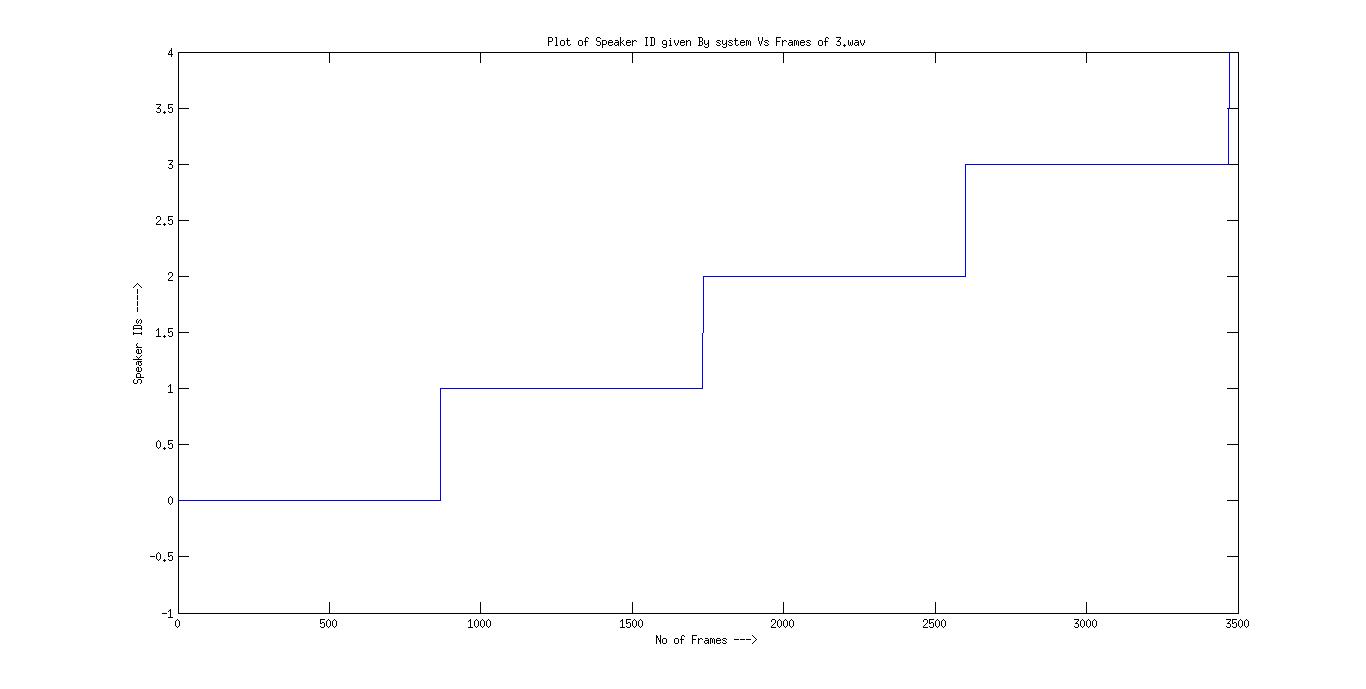 Plot of Speaker ID given By system Vs Frames of 3.wav
4
3.5
3
2.5
2
1.5
1
0.5
0
-0.5
-1
Speaker IDs ---->
0 500 1000 1500 2000 2500 3000 3500
No of Frames --->